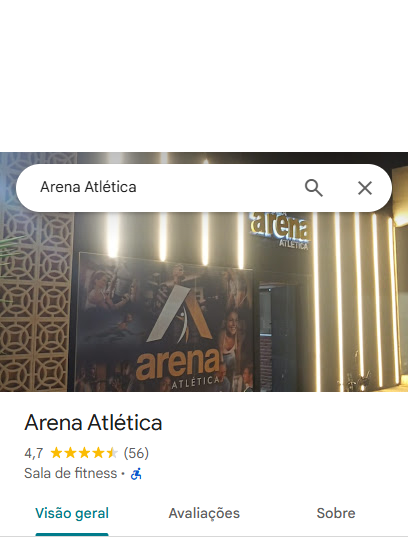 Arena Atlética
arena
ATLÉTICA
arena
ATLÉTICA
Arena Atlética
4,7 (56)
Sala de fitness •
Visão geral Avaliações Sobre